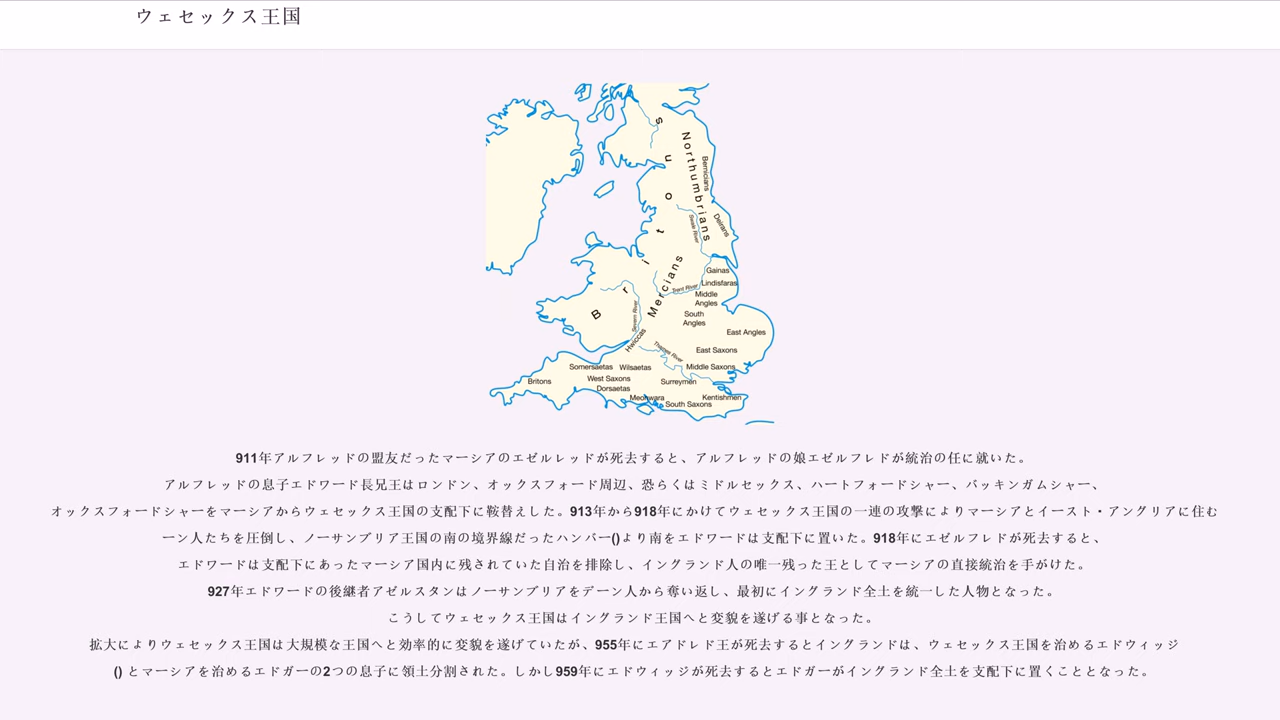 ウェセックス王国
Britons
Northumbrians
Bernicians
Deirans
Swale River
Mercians
Gainas
Lindisfaras
Trent River
Middle
Angles
South
Angles
Severn River
East Angles
Hwiccas
Thames River
East Saxons
Somersaetas
Wilsaetas
Middle Saxons
Britons
West Saxons
Surreymen
Dorsaetas
Meonwara
Kentishmen
South Saxons
911年アルフレッドの盟友だったマーシアのエゼルレッドが死去すると、アルフレッドの娘エゼルフレドが統治の任に就いた。
アルフレッドの息子エドワード長兄王はロンドン、オックスフォード周辺、恐らくはミドルセックス、ハートフォードシャー、バッキンガムシャー、
オックスフォードシャーをマーシアからウェセックス王国の支配下に鞍替えした。913年から918年にかけてウェセックス王国の一連の攻撃によりマーシアとイースト・アングリアに住む
ーン人たちを圧倒し、ノーサンブリア王国の南の境界線だったハンバー()より南をエドワードは支配下に置いた。918年にエゼルフレドが死去すると、
エドワードは支配下にあったマーシア国内に残されていた自治を排除し、イングランド人の唯一残った王としてマーシアの直接統治を手がけた。
927年エドワードの後継者アゼルスタンはノーサンブリアをデーン人から奪い返し、最初にイングランド全土を統一した人物となった。
こうしてウェセックス王国はイングランド王国へと変貌を遂げる事となった。
拡大によりウェセックス王国は大規模な王国へと効率的に変貌を遂げていたが、955年にエアドレド王が死去するとイングランドは、ウェセックス王国を治めるエドウィッジ
() とマーシアを治めるエドガーの2つの息子に領土分割された。しかし959年にエドウィッジが死去するとエドガーがイングランド全土を支配下に置くこととなった。